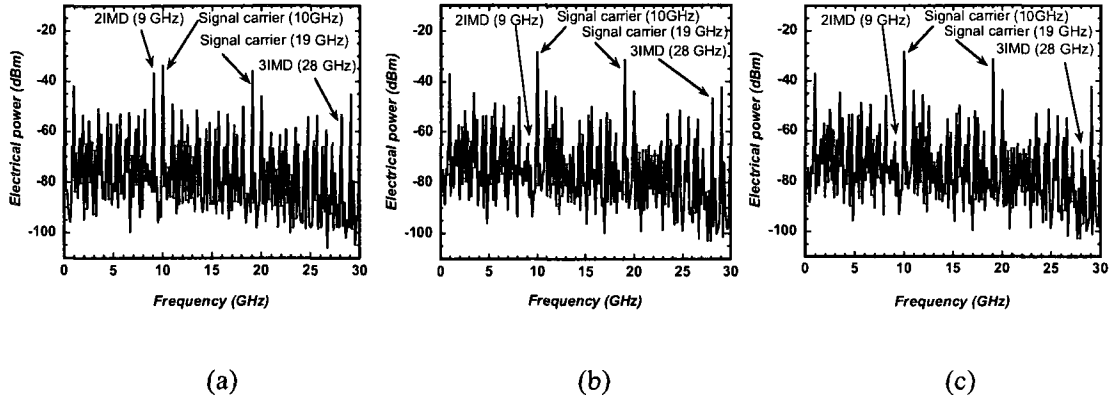 2IMD (9 GHz)
Signal carrier (10GHz)
Signal carrier (19 GHz)
3IMD (28 GHz)
Electrical power (dBm)
-40
-60
-80
-100
0
5
10
15
20
25
30
Frequency (GHz)
(a)
2IMD (9 GHz)
Signal carrier (10GHz)
Signal carrier (19 GHz)
3IMD (28 GHz)
Electrical power (dBm)
-20
-40
-60
-80
-100
0
5
10
15
20
25
30
Frequency (GHz)
(b)
2IMD (9 GHz)
Signal carrier (10GHz)
Signal carrier (19 GHz)
3IMD (28 GHz)
Electrical power (dBm)
-20
-40
-60
-80
-100
0
5
10
15
20
25
30
Frequency (GHz)
(c)